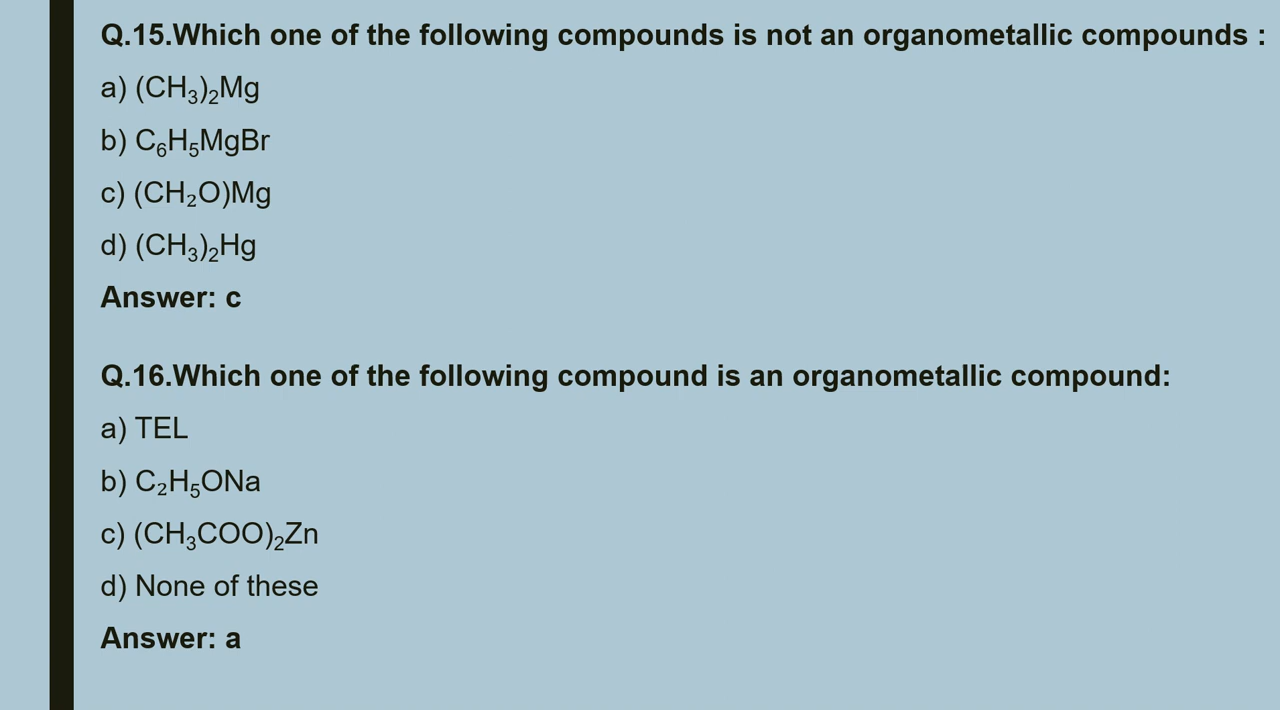 Q.15.Which one of the following compounds is not an organometallic compounds :
a) (CH₃)₂Mg
b) C₆H₅MgBr
c) (CH₂O)Mg
d) (CH₃)₂Hg
Answer: c
Q.16.Which one of the following compound is an organometallic compound:
a) TEL
b) C₂H₅ONa
c) (CH₃COO)₂Zn
d) None of these
Answer: a